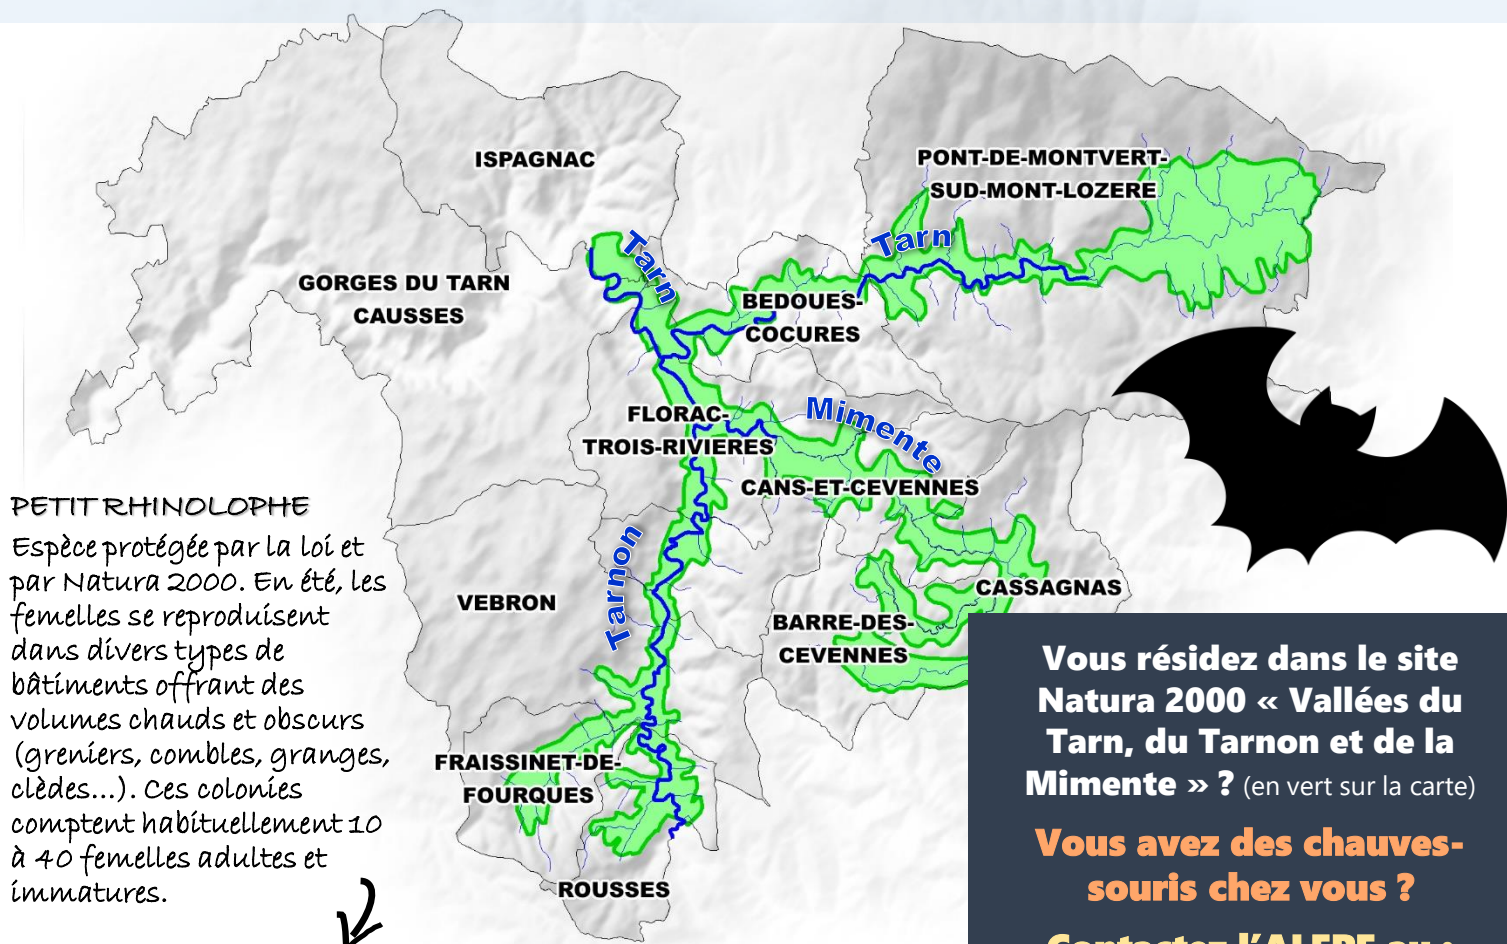 ISPAGNAC
PONT-DE-MONTVERT-
SUD-MONT-LOZERE
Tarn
Tarn
GORGES DU TARN
CAUSSES
BEDOUES-
COCURES
FLORAC-
TROIS-RIVIERES
Mimente
CANS-ET-CEVENNES
PETIT RHINOLOPHE
Espèce protégée par la loi et
par Natura 2000. En été, les
femelles se reproduisent
dans divers types de
bâtiments offrant des
volumes chauds et obscurs
(greniers, combles, granges,
clèdes...). Ces colonies
comptent habituellement 10
à 40 femelles adultes et
immatures.
Tarnon
VEBRON
CASSAGNAS
BARRE-DES-
CEVENNES
FRAISSINET-DE-
FOURQUES
ROUSSES
Vous résidez dans le site
Natura 2000 « Vallées du
Tarn, du Tarnon et de la
Mimente » ? (en vert sur la carte)
Vous avez des chauves-
souris chez vous ?
Contactez l'ALEPE au :